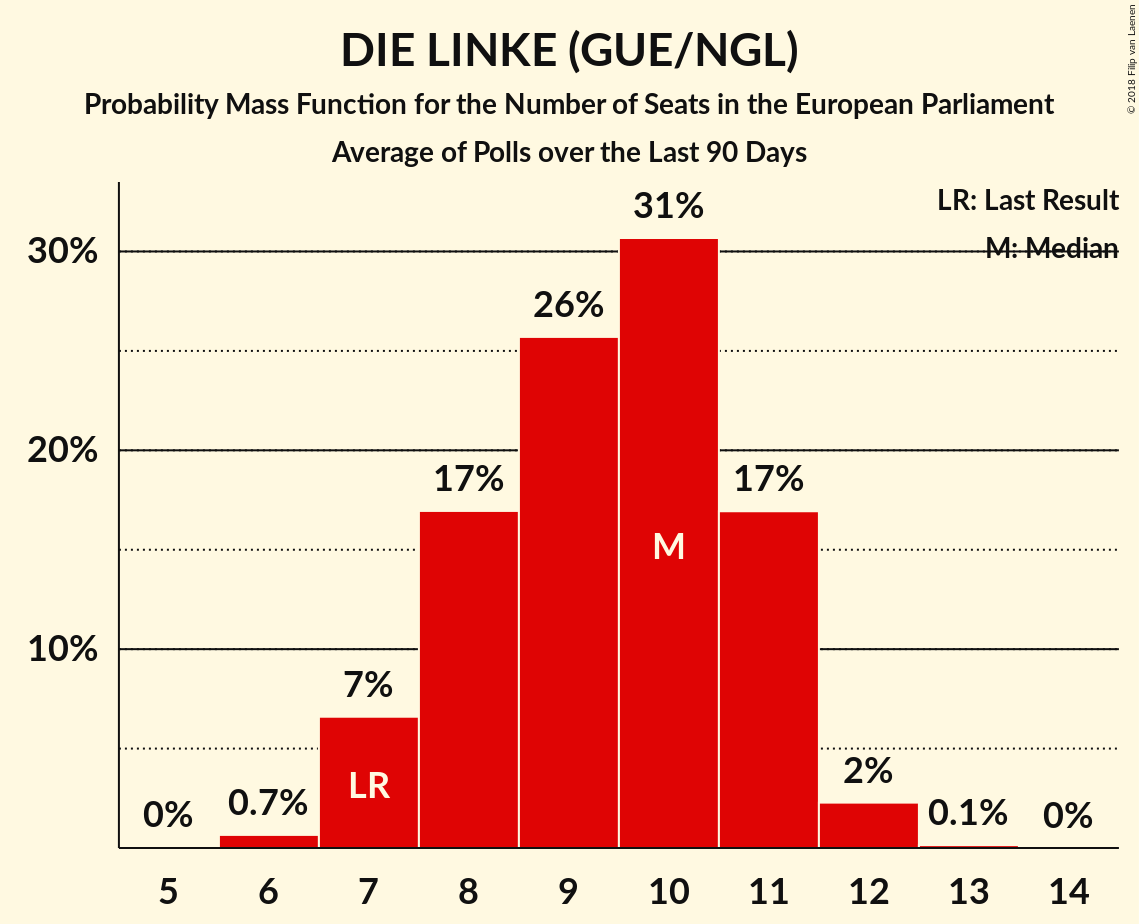 DIE LINKE (GUE/NGL)
Probability Mass Function for the Number of Seats in the European Parliament
Average of Polls over the Last 90 Days
© 2018 Filip van Laenen
LR: Last Result
M: Median
30%
20%
10%
0%
0.7%
7%
17%
26%
31%
17%
2%
0.1%
0%
LR
M
5 6 7 8 9 10 11 12 13 14